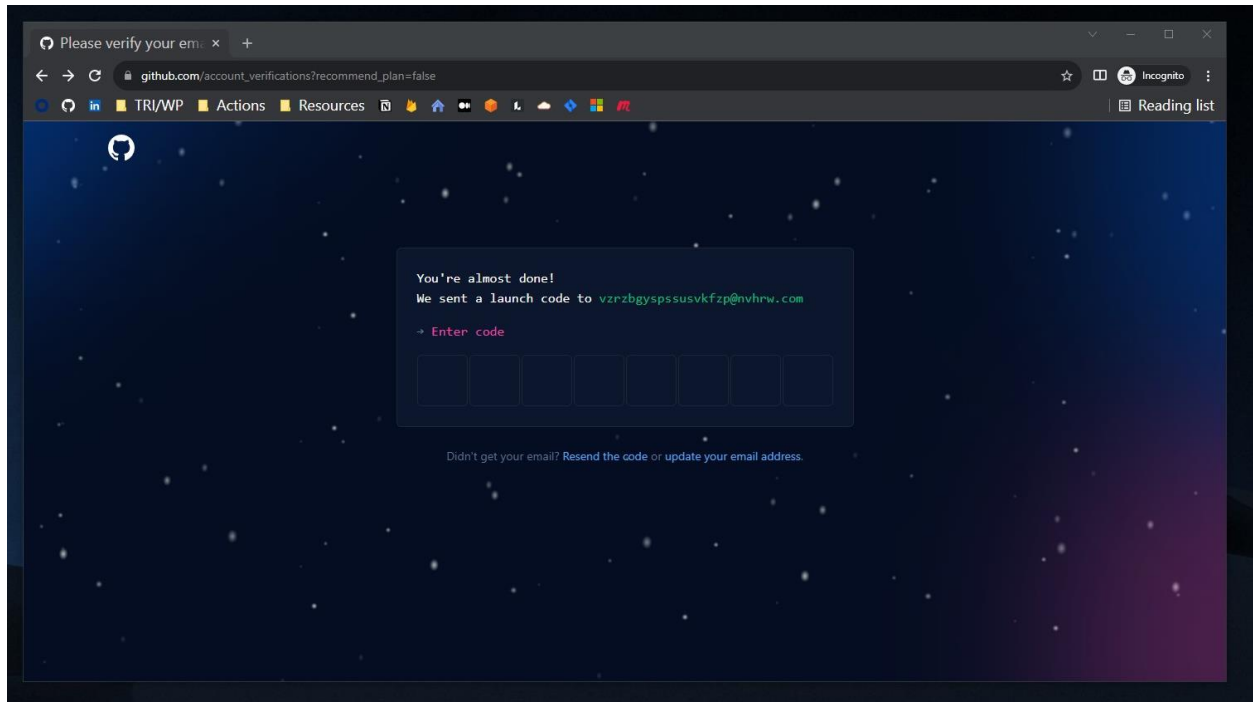 Please verify your ema
github.com/account_verifications?recommend_plan=false
Incognito
in
TRI/WP
Actions
Resources
Reading list
You're almost done!
We sent a launch code to vzrzbgyspssusvkfzp@nvhrw.com
→ Enter code
Didn't get your email? Resend the code or update your email address.